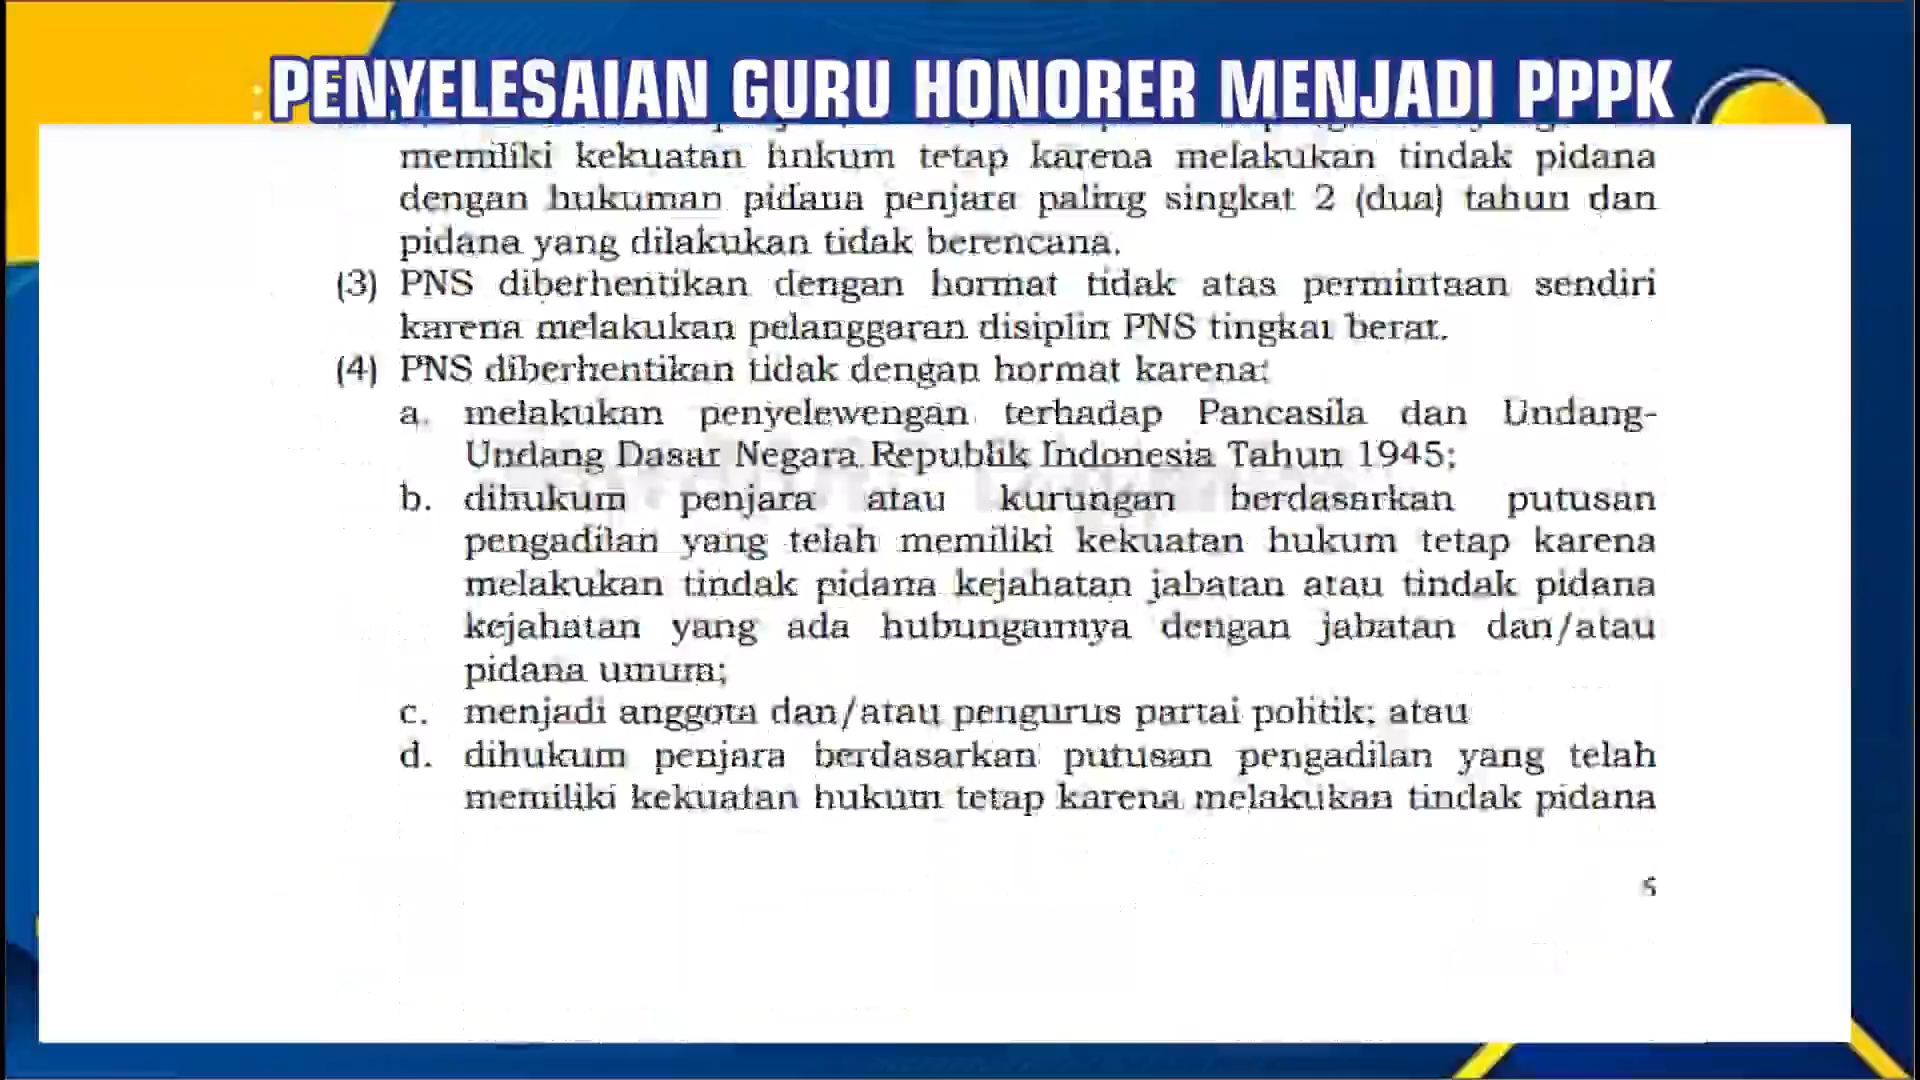 PENYELESAIAN GURU HONORER MENJADI PPPK
memiliki kekuatan hukum tetap karena melakukan tindak pidana
dengan hukuman pidana penjara paling singkat 2 (dua) tahun dan
pidana yang dilakukan tidak berencana.
(3) PNS diberhentikan dengan hormat tidak atas permintaan sendiri
karena melakukan pelanggaran disiplin PNS tingkat berat.
(4) PNS diberhentikan tidak dengan hormat karena:
a. melakukan penyelewengan terhadap Pancasila dan Undang-
Undang Dasar Negara Republik Indonesia Tahun 1945;
b. dihukum penjara atau kurungan berdasarkan putusan
pengadilan yang telah memiliki kekuatan hukum tetap karena
melakukan tindak pidana kejahatan jabatan atau tindak pidana
kejahatan yang ada hubungannya dengan jabatan dan/atau
pidana umum;
c. menjadi anggota dan/atau pengurus partai politik; atau
d. dihukum penjara berdasarkan putusan pengadilan yang telah
memiliki kekuatan hukum tetap karena melakukan tindak pidana
5